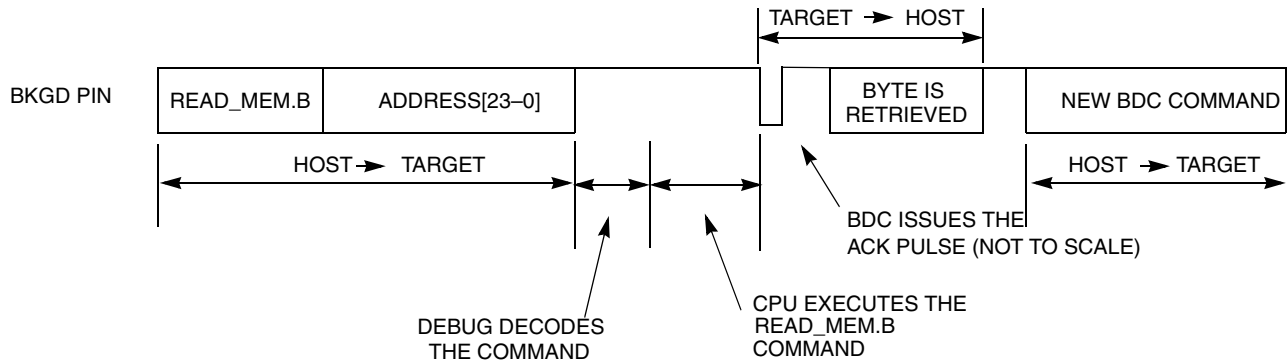 TARGET → HOST
BKGD PIN
READ_MEM.B
ADDRESS[23–0]
BYTE IS
RETRIEVED
NEW BDC COMMAND
HOST → TARGET
HOST → TARGET
BDC ISSUES THE
ACK PULSE (NOT TO SCALE)
DEBUG DECODES
THE COMMAND
CPU EXECUTES THE
READ_MEM.B
COMMAND